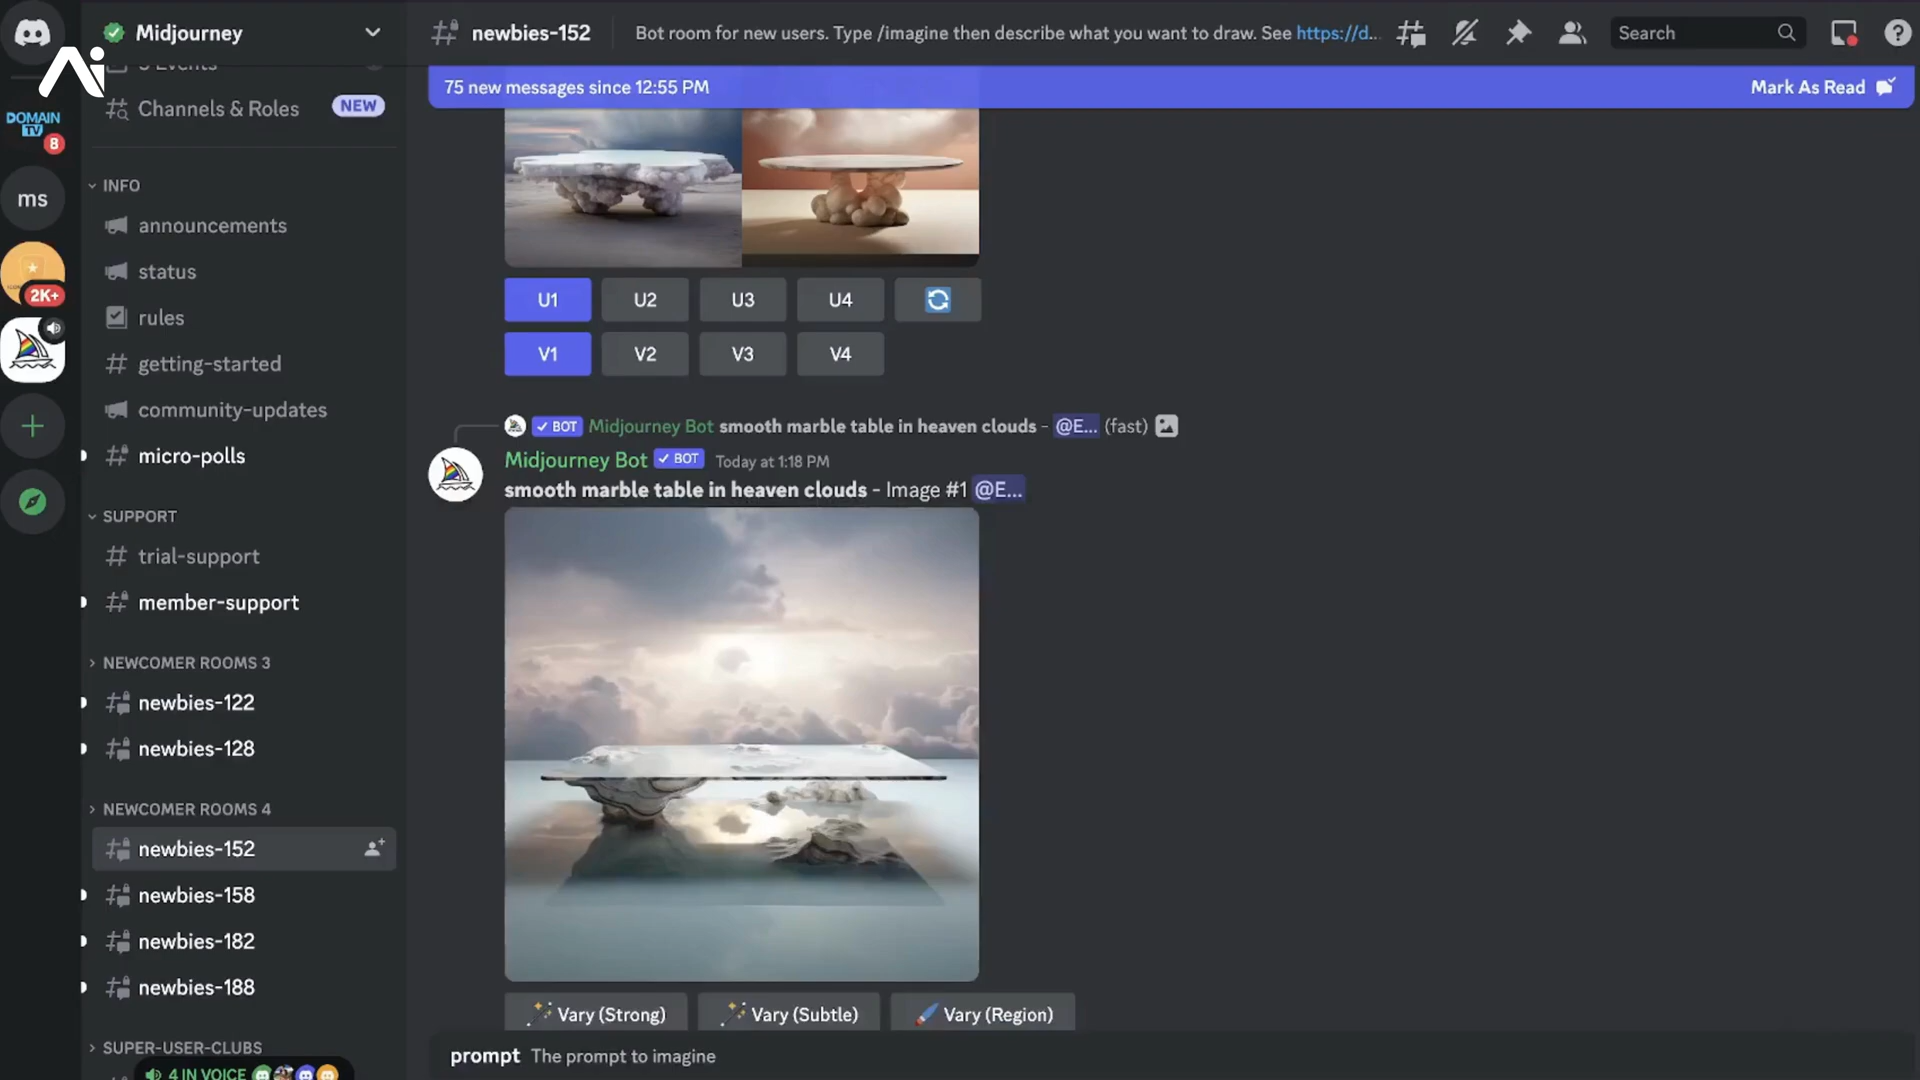 Midjourney
newbies-152
Bot room for new users. Type /imagine then describe what you want to draw. See https://d...
Search
Ai
75 new messages since 12:55 PM
Mark As Read
Channels & Roles
NEW
DOMAIN
TV
8
ms
2K+
INFO
announcements
status
rules
getting-started
community-updates
micro-polls
SUPPORT
trial-support
member-support
NEWCOMER ROOMS 3
newbies-122
newbies-128
NEWCOMER ROOMS 4
newbies-152
newbies-158
newbies-182
newbies-188
SUPER-USER-CLUBS
4 IN VOICE
U1 U2 U3 U4
V1 V2 V3 V4
BOT Midjourney Bot smooth marble table in heaven clouds - @E... (fast)
Midjourney Bot BOT Today at 1:18 PM
smooth marble table in heaven clouds - Image #1 @E...
Vary (Strong) Vary (Subtle) Vary (Region)
prompt The prompt to imagine